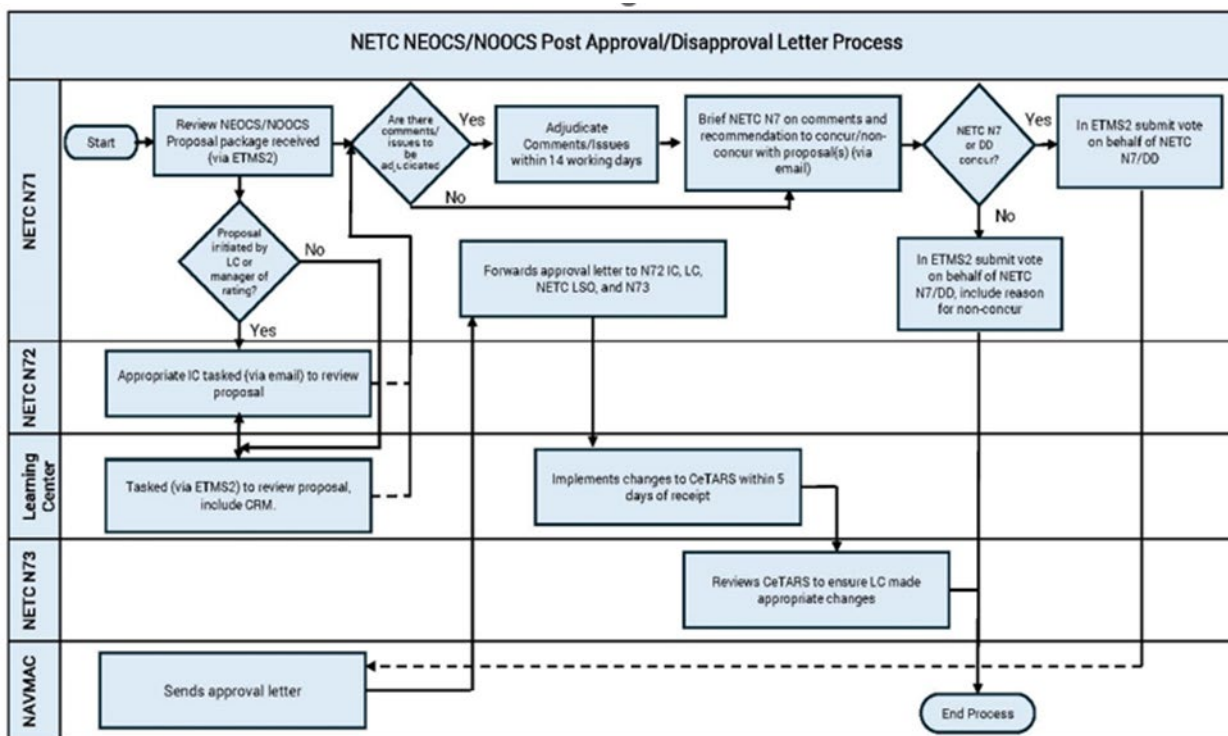 NETC NEOCS/NOOCS Post Approval/Disapproval Letter Process
NETC N71
Start
Review NEOCS/NOOCS
Proposal package received
(via ETMS2)
Are there
comments/
issues to
be
adjudicated
Yes
No
Adjudicate
Comments/Issues
within 14 working days
Brief NETC N7 on comments and
recommendation to concur/non-
concur with proposal(s) (via
email)
NETC N7
or DD
concur?
Yes
No
In ETMS2 submit vote
on behalf of NETC
N7/DD
Proposal
initiated by
LC or
manager of
rating?
No
Yes
Forwards approval letter to N72 IC, LC,
NETC LSO, and N73
In ETMS2 submit vote
on behalf of NETC
N7/DD, include reason
for non-concur
NETC N72
Appropriate IC tasked (via email) to review
proposal
Learning
Center
Tasked (via ETMS2) to review proposal,
include CRM.
Implements changes to CeTARS within 5
days of receipt
NETC N73
Reviews CeTARS to ensure LC made
appropriate changes
NAVMAC
Sends approval letter
End Process